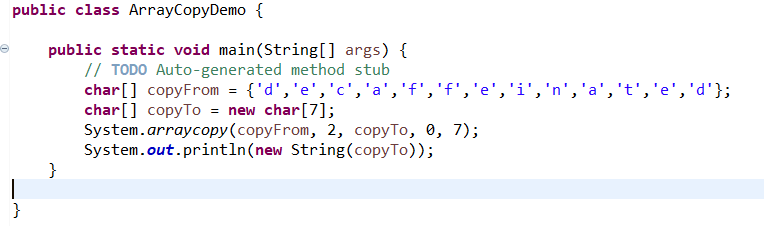 public class ArrayCopyDemo {
public static void main(String[] args) {
// TODO Auto-generated method stub
char[] copyFrom = {'d','e','c','a','f','f','e','i','n','a','t','e','d'};
char[] copyTo = new char[7];
System.arraycopy(copyFrom, 2, copyTo, 0, 7);
System.out.println(new String(copyTo));
}
}